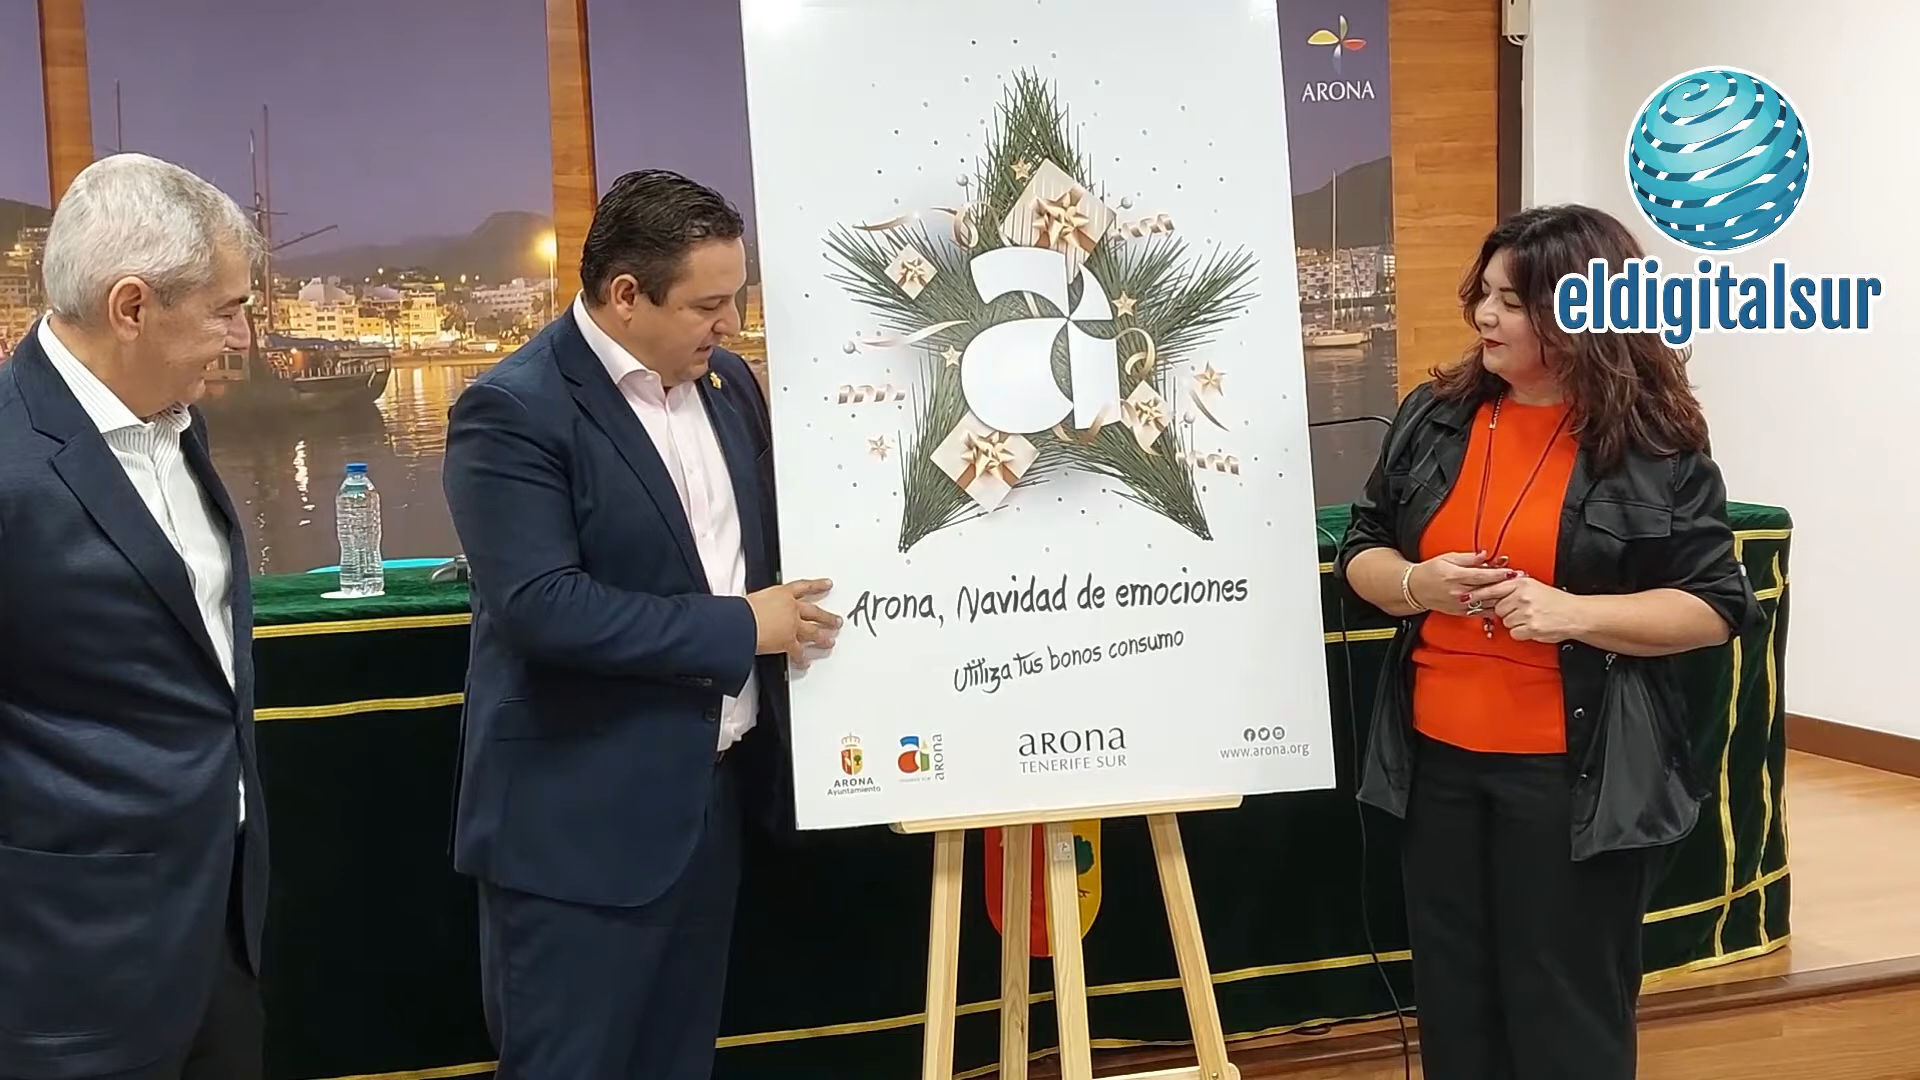 ARONA
eldigitalsur
Arona, Navidad de emociones
Utiliza tus bonos consumo
ARONA
Ayuntamiento
arona
arona
TENERIFE SUR
www.arona.org